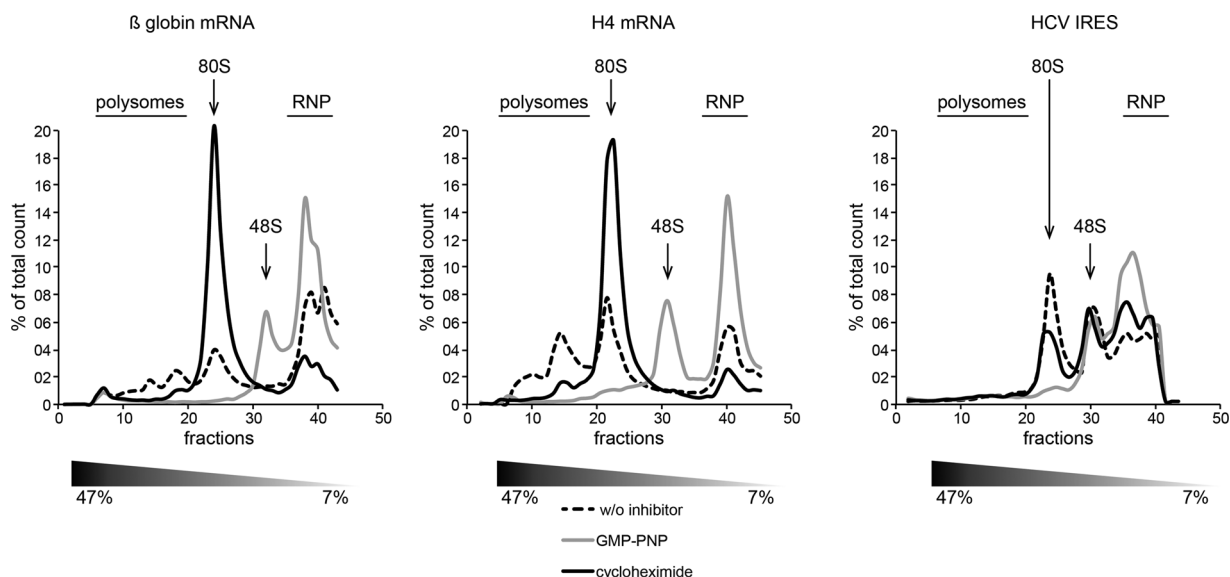 ß globin mRNA
H4 mRNA
HCV IRES
80S
polysomes
RNP
48S
% of total count
20
18
16
14
12
10
08
06
04
02
0
0 10 20 30 40 50
fractions
47% 7%
80S
polysomes
RNP
48S
% of total count
20
18
16
14
12
10
08
06
04
02
0
0 10 20 30 40 50
fractions
47% 7%
80S
polysomes
RNP
48S
% of total count
20
18
16
14
12
10
08
06
04
02
0
0 10 20 30 40 50
fractions
47% 7%
w/o inhibitor
GMP-PNP
cycloheximide